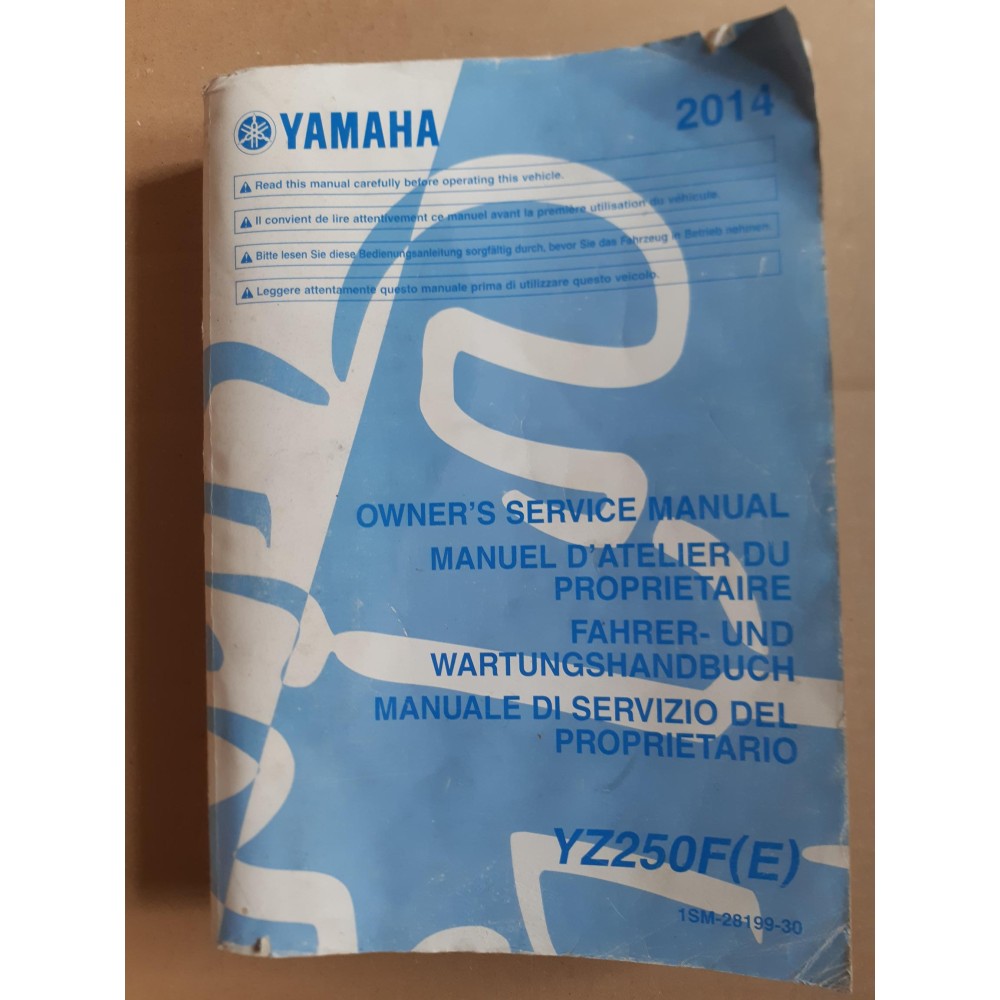 YAMAHA
2014
Read this manual carefully before operating this vehicle.
Il convient de lire attentivement ce manuel avant la première utilisation du véhicule.
Bitte lesen Sie diese Bedienungsanleitung sorgfältig durch, bevor Sie das Fahrzeug in Betrieb nehmen.
Leggere attentamente questo manuale prima di utilizzare questo veicolo.
OWNER'S SERVICE MANUAL
MANUEL D'ATELIER DU
PROPRIETAIRE
FAHRER- UND
WARTUNGSHANDBUCH
MANUALE DI SERVIZIO DEL
PROPRIETARIO
YZ250F(E)
1SM-28199-30